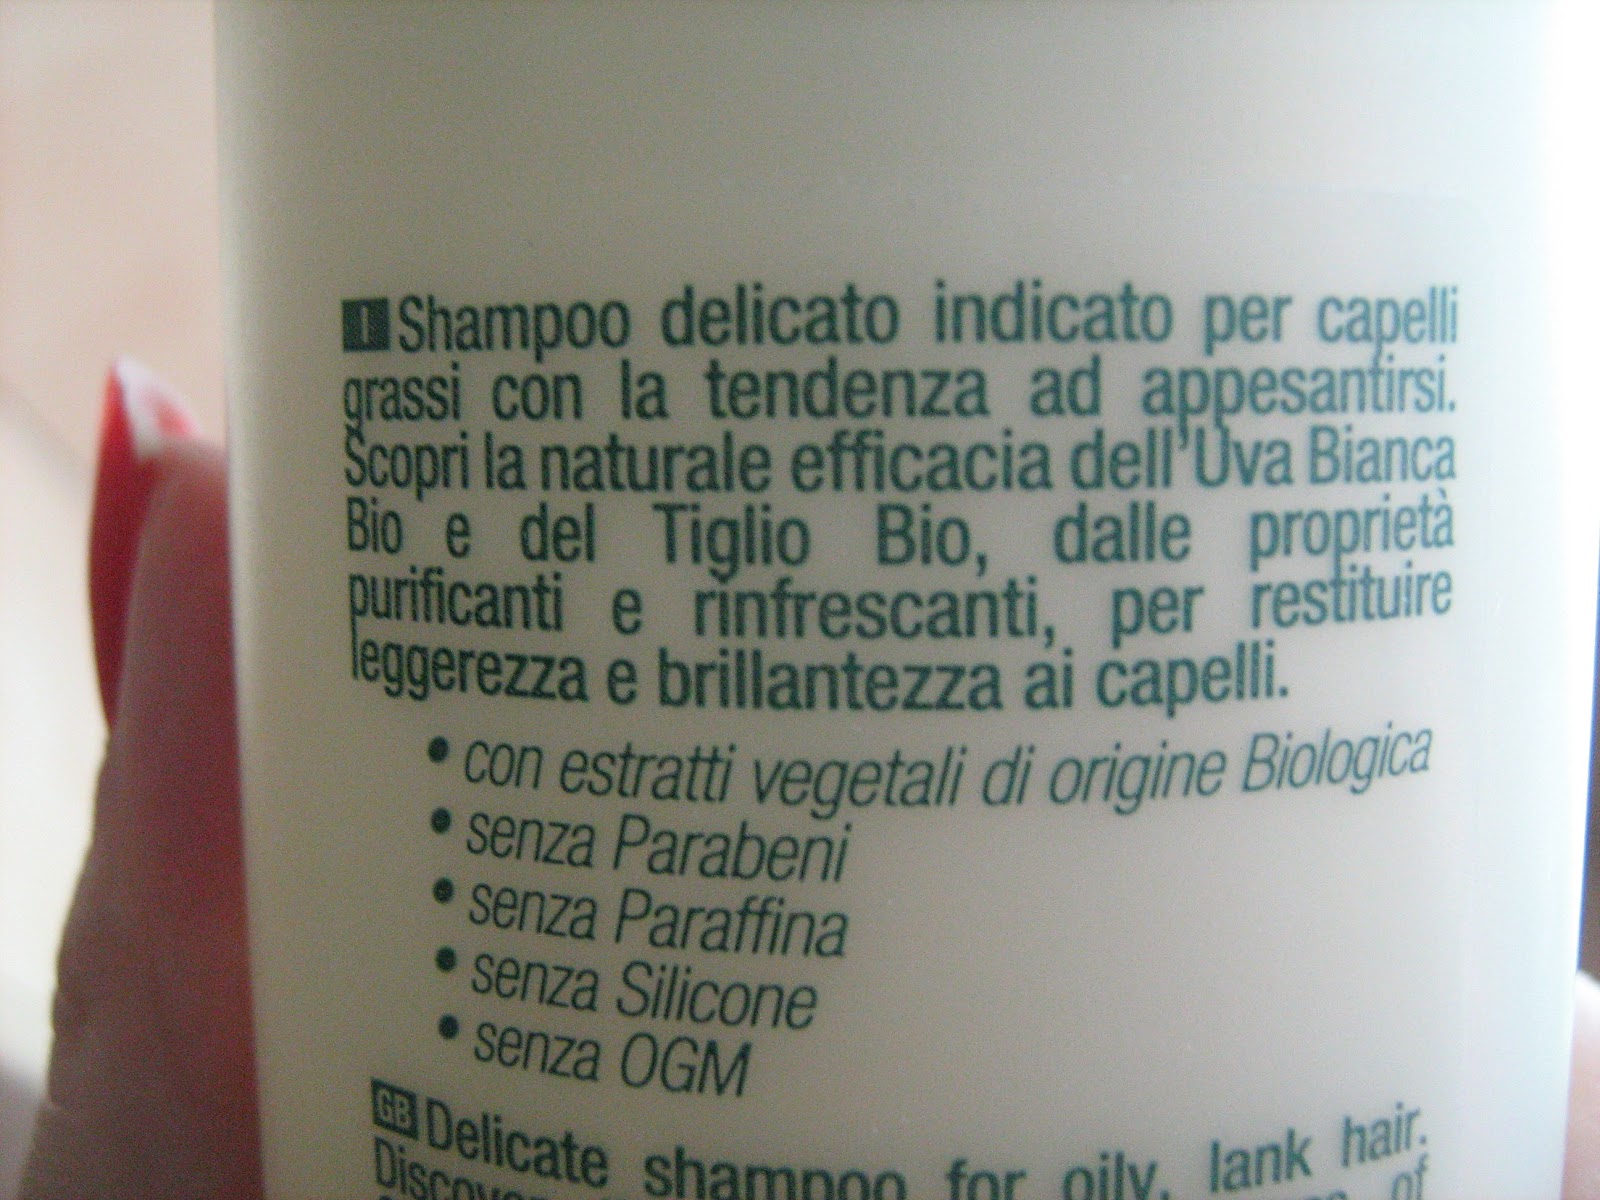 I Shampoo delicato indicato per capelli
grassi con la tendenza ad appesantirsi.
Scopri la naturale efficacia dell'Uva Bianca
Bio e del Tiglio Bio, dalle proprietà
purificanti e rinfrescanti, per restituire
leggerezza e brillantezza ai capelli.
• con estratti vegetali di origine Biologica
• senza Parabeni
• senza Paraffina
• senza Silicone
• senza OGM
GB Delicate shampoo for oily, lank hair.
Discover of